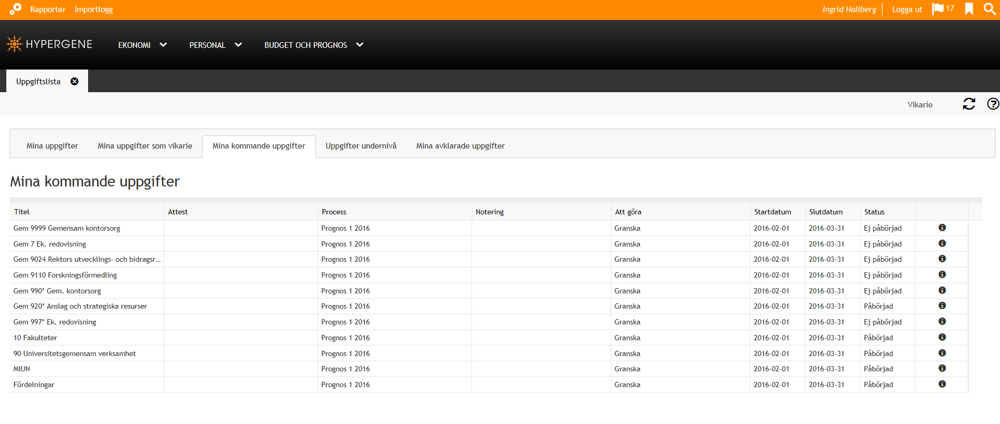 Rapporter Importlogg Ingrid Hallberg Logga ut 17
HYPERGENE EKONOMI PERSONAL BUDGET OCH PROGNOS
Uppgiftslista
Vikarie
Mina uppgifter Mina uppgifter som vikarie Mina kommande uppgifter Uppgifter undernivå Mina avklarade uppgifter
Mina kommande uppgifter
Titel Attest Process Notering Att göra Startdatum Slutdatum Status
Gem 9999 Gemensam kontorsorg Prognos 1 2016 Granska 2016-02-01 2016-03-31 Ej påbörjad
Gem 7 Ek. redovisning Prognos 1 2016 Granska 2016-02-01 2016-03-31 Ej påbörjad
Gem 9024 Rektors utvecklings- och bidragsr... Prognos 1 2016 Granska 2016-02-01 2016-03-31 Ej påbörjad
Gem 9110 Forskningsförmedling Prognos 1 2016 Granska 2016-02-01 2016-03-31 Ej påbörjad
Gem 990* Gem. kontorsorg Prognos 1 2016 Granska 2016-02-01 2016-03-31 Ej påbörjad
Gem 920* Anslag och strategiska resurser Prognos 1 2016 Granska 2016-02-01 2016-03-31 Påbörjad
Gem 997* Ek. redovisning Prognos 1 2016 Granska 2016-02-01 2016-03-31 Ej påbörjad
10 Fakulteter Prognos 1 2016 Granska 2016-02-01 2016-03-31 Påbörjad
90 Universitetsgemensam verksamhet Prognos 1 2016 Granska 2016-02-01 2016-03-31 Påbörjad
MIUN Prognos 1 2016 Granska 2016-02-01 2016-03-31 Påbörjad
Fördelningar Prognos 1 2016 Granska 2016-02-01 2016-03-31 Påbörjad